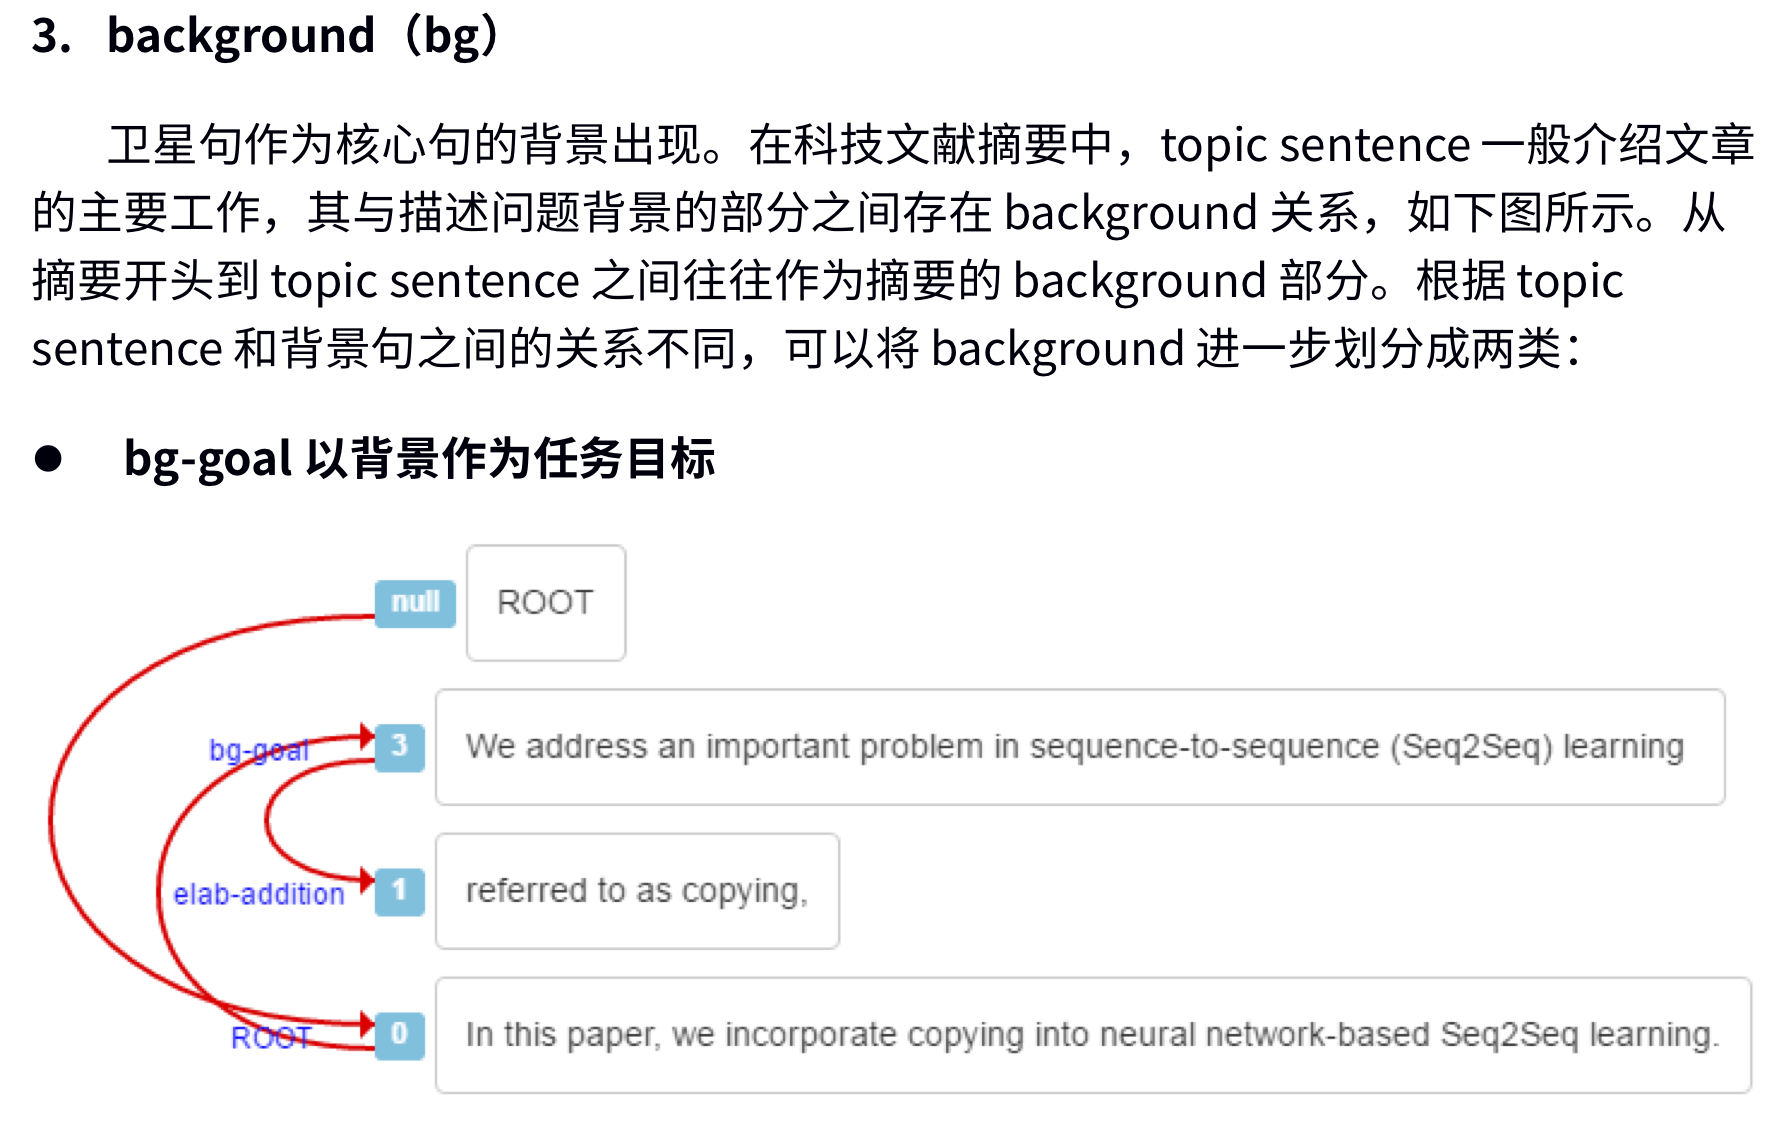 3. background（bg）
卫星句作为核心句的背景出现。在科技文献摘要中，topic sentence 一般介绍文章
的主要工作，其与描述问题背景的部分之间存在 background 关系，如下图所示。从
摘要开头到 topic sentence 之间往往作为摘要的 background 部分。根据 topic
sentence 和背景句之间的关系不同，可以将 background 进一步划分成两类：
● bg-goal 以背景作为任务目标
null ROOT
bg-goal 3 We address an important problem in sequence-to-sequence (Seq2Seq) learning
elab-addition 1 referred to as copying,
ROOT 0 In this paper, we incorporate copying into neural network-based Seq2Seq learning.